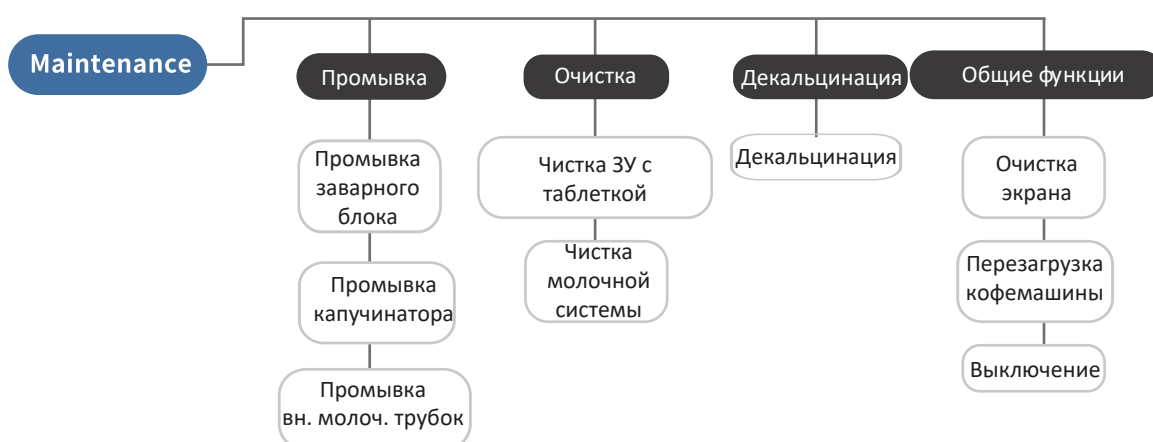 Maintenance
Промывка
Очистка
Декальцинация
Общие функции
Промывка
заварного
блока
Промывка
капучинатора
Промывка
вн. молоч. трубок
Чистка ЗУ с
таблеткой
Чистка
молочной
системы
Декальцинация
Очистка
экрана
Перезагрузка
кофемашины
Выключение